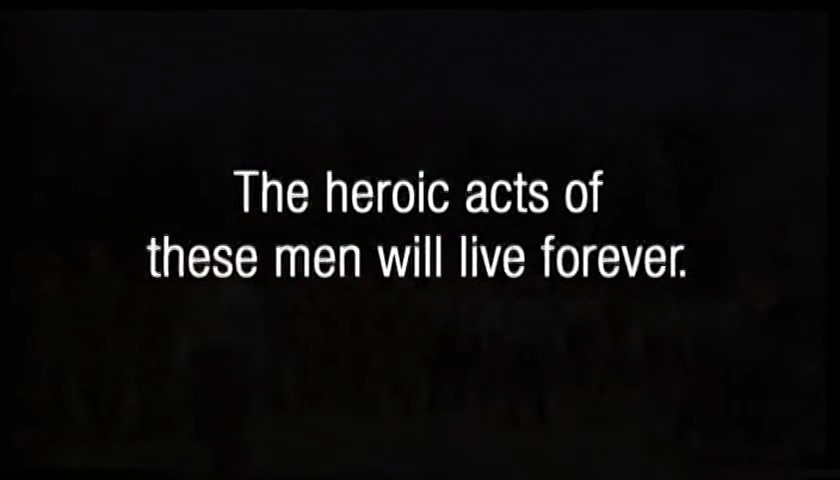 The heroic acts of
these men will live forever.